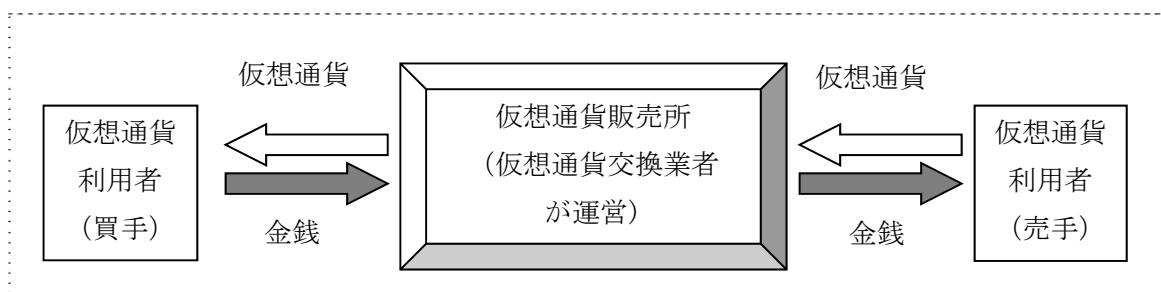 仮想通貨
仮想通貨
仮想通貨
利用者
(買手)
仮想通貨販売所
(仮想通貨交換業者
が運営)
仮想通貨
利用者
(売手)
金銭
金銭